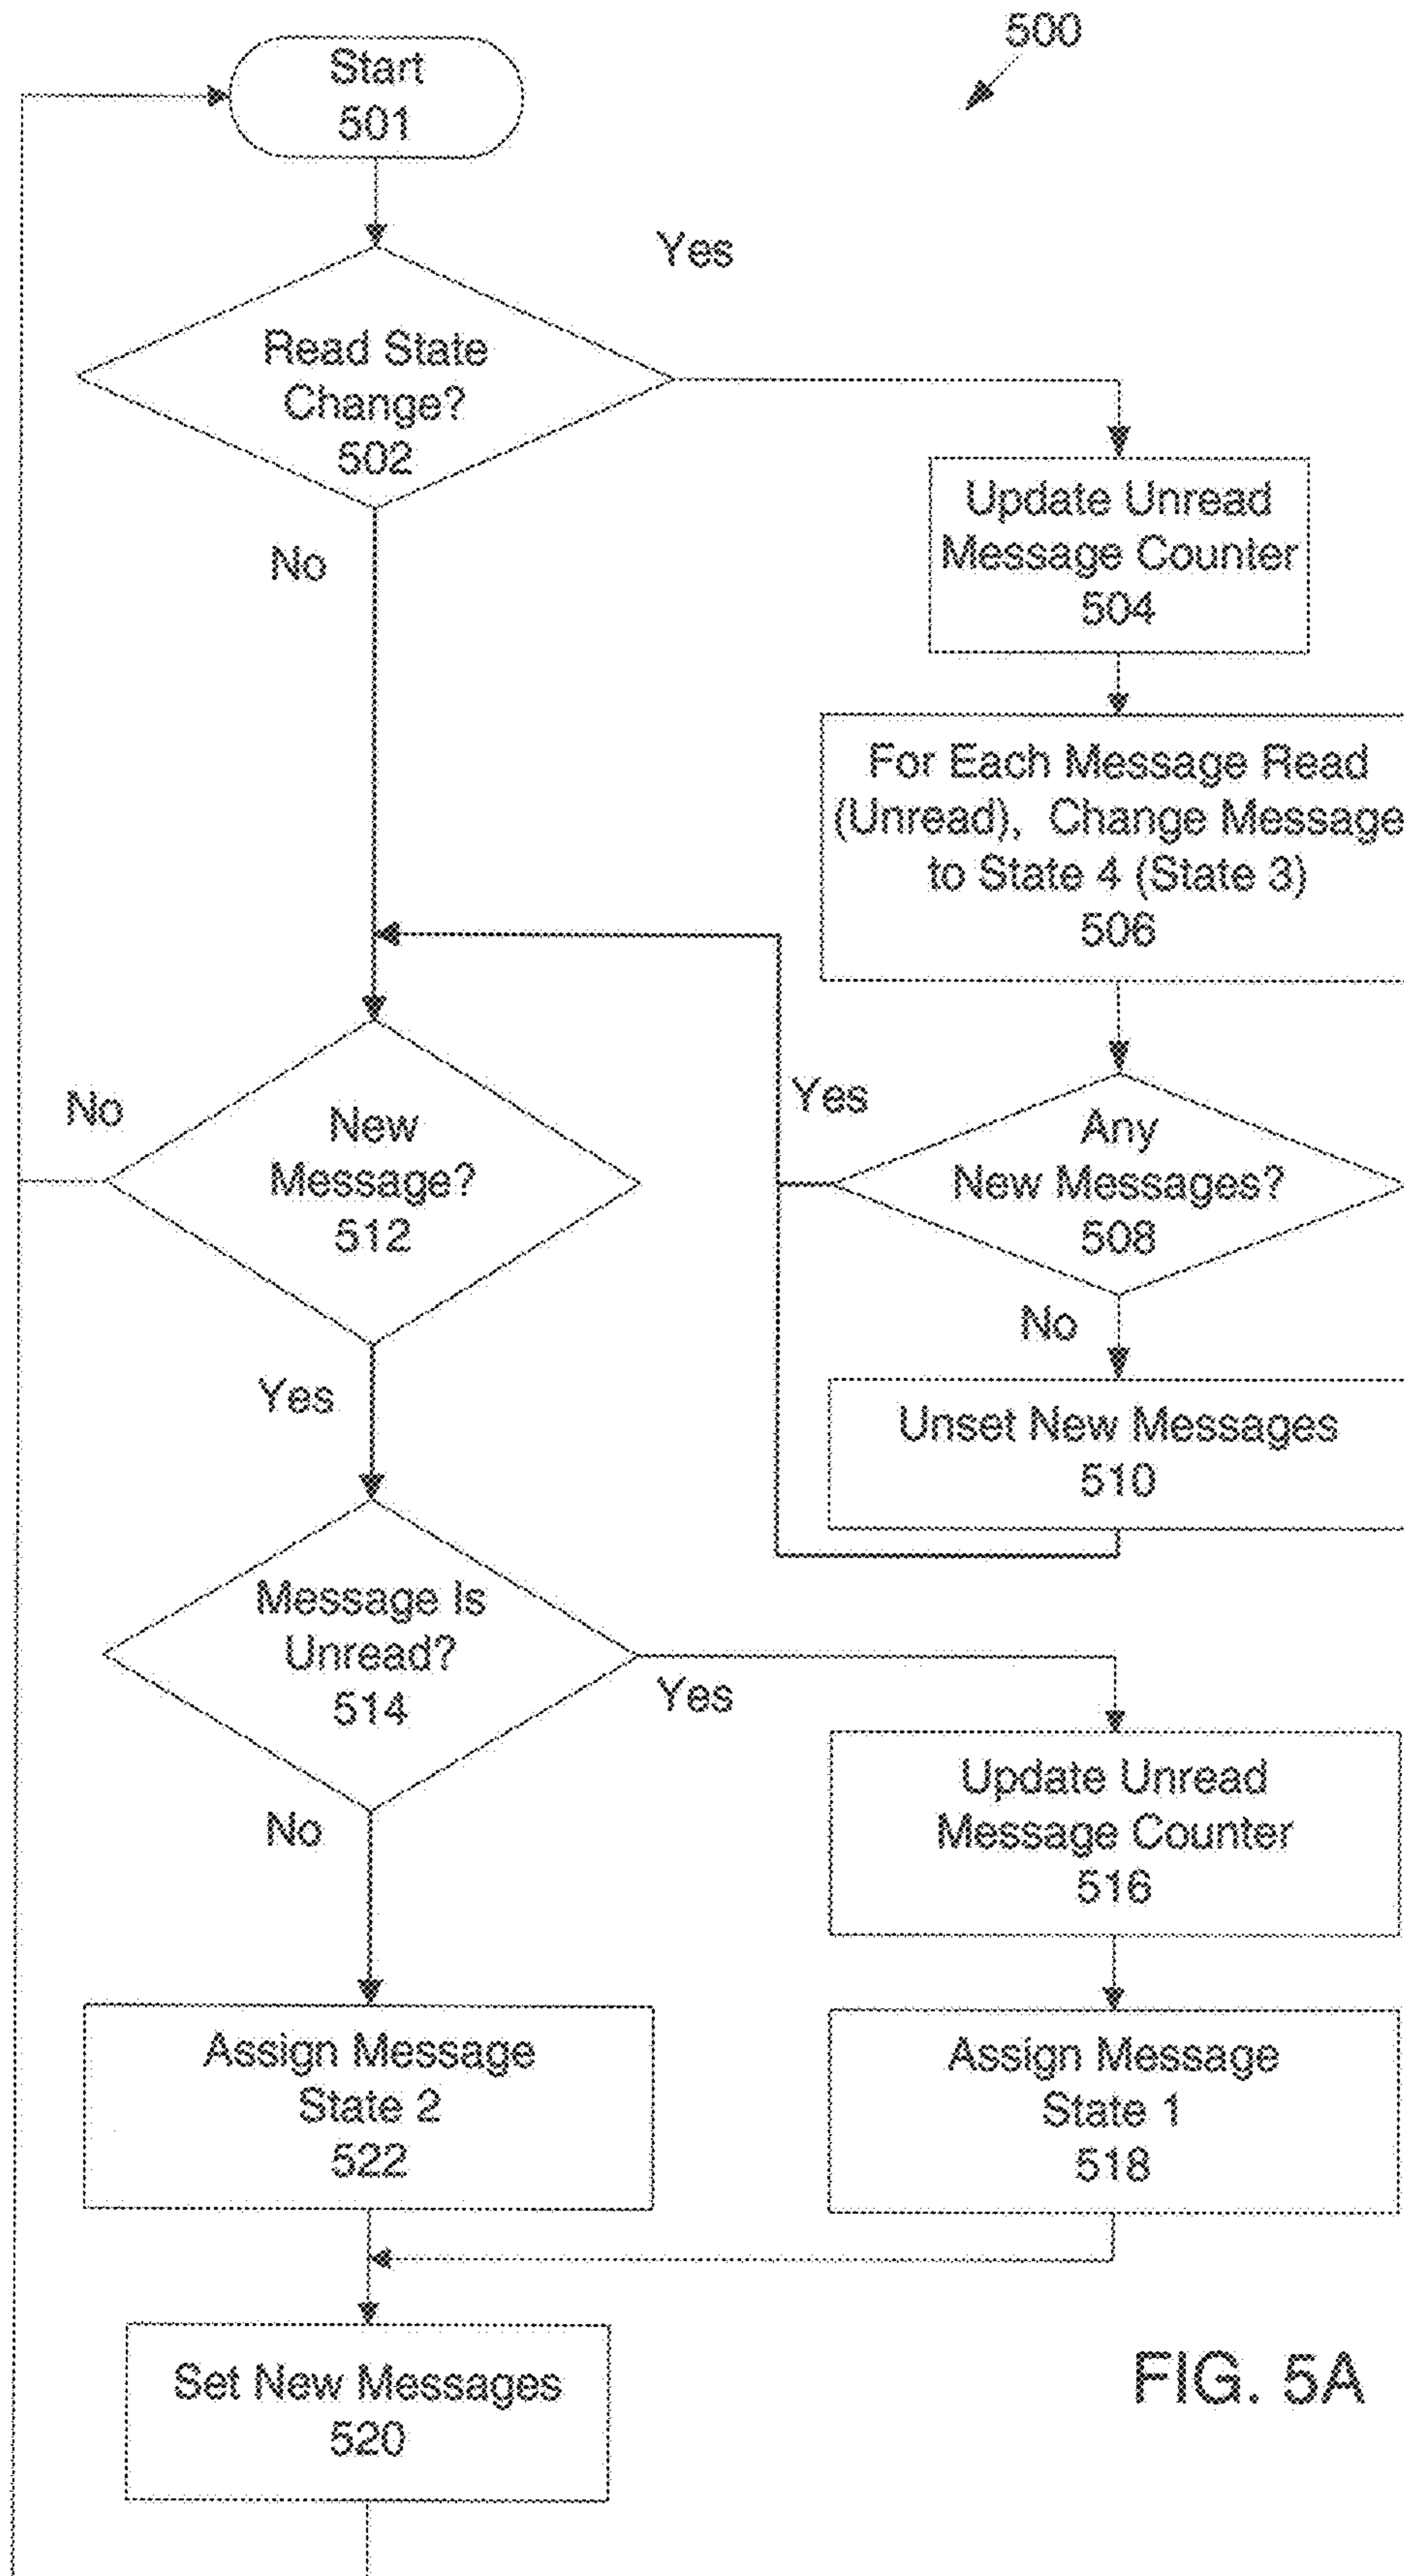 500
Start
501
Yes
Read State
Change?
502
No
Update Unread
Message Counter
504
For Each Message Read
(Unread), Change Message
to State 4 (State 3)
506
No
New
Message?
512
Yes
Any
New Messages?
508
No
Yes
Unset New Messages
510
Message Is
Unread?
514
Yes
No
Update Unread
Message Counter
516
Assign Message
State 2
522
Assign Message
State 1
518
Set New Messages
520
FIG. 5A